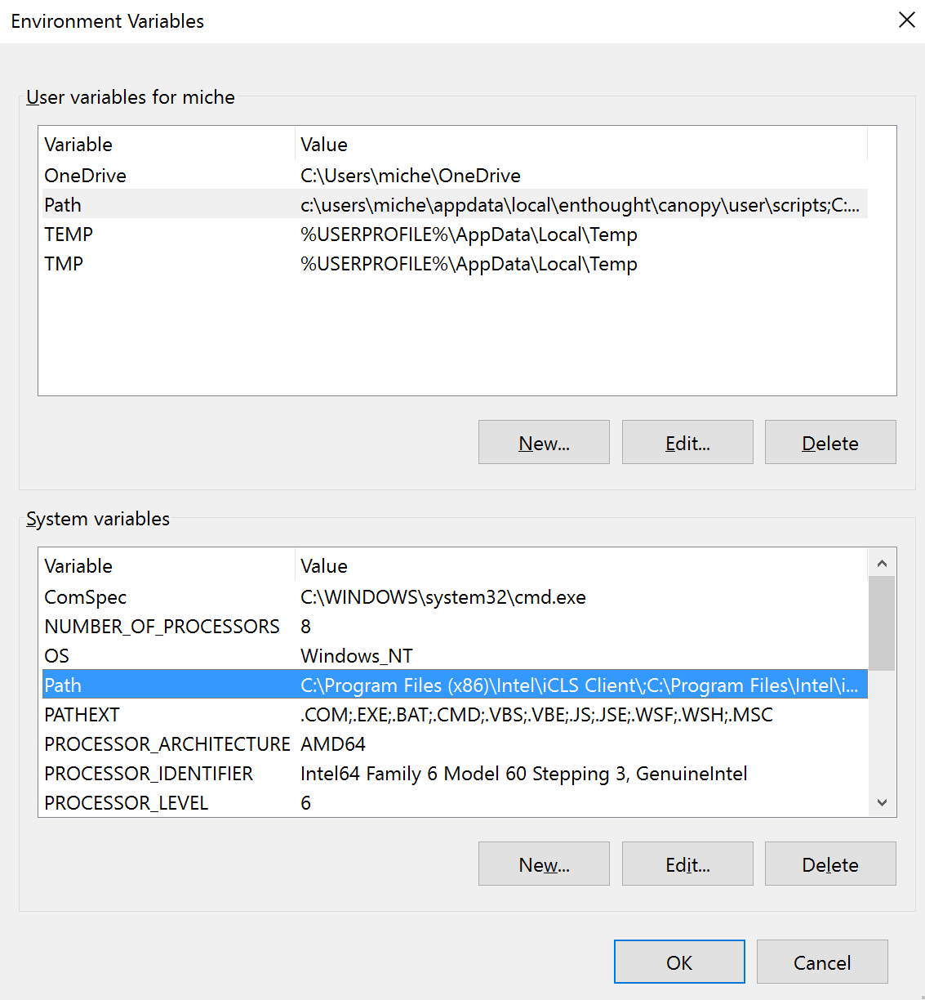 Environment Variables
User variables for miche
Variable Value
OneDrive C:\Users\miche\OneDrive
Path c:\users\miche\appdata\local\enthought\canopy\user\scripts;C:...
TEMP %USERPROFILE%\AppData\Local\Temp
TMP %USERPROFILE%\AppData\Local\Temp
New... Edit... Delete
System variables
Variable Value
ComSpec C:\WINDOWS\system32\cmd.exe
NUMBER_OF_PROCESSORS 8
OS Windows_NT
Path C:\Program Files (x86)\Intel\iCLS Client\;C:\Program Files\Intel\i...
PATHEXT .COM;.EXE;.BAT;.CMD;.VBS;.VBE;.JS;.JSE;.WSF;.WSH;.MSC
PROCESSOR_ARCHITECTURE AMD64
PROCESSOR_IDENTIFIER Intel64 Family 6 Model 60 Stepping 3, GenuineIntel
PROCESSOR_LEVEL 6
New... Edit... Delete
OK Cancel